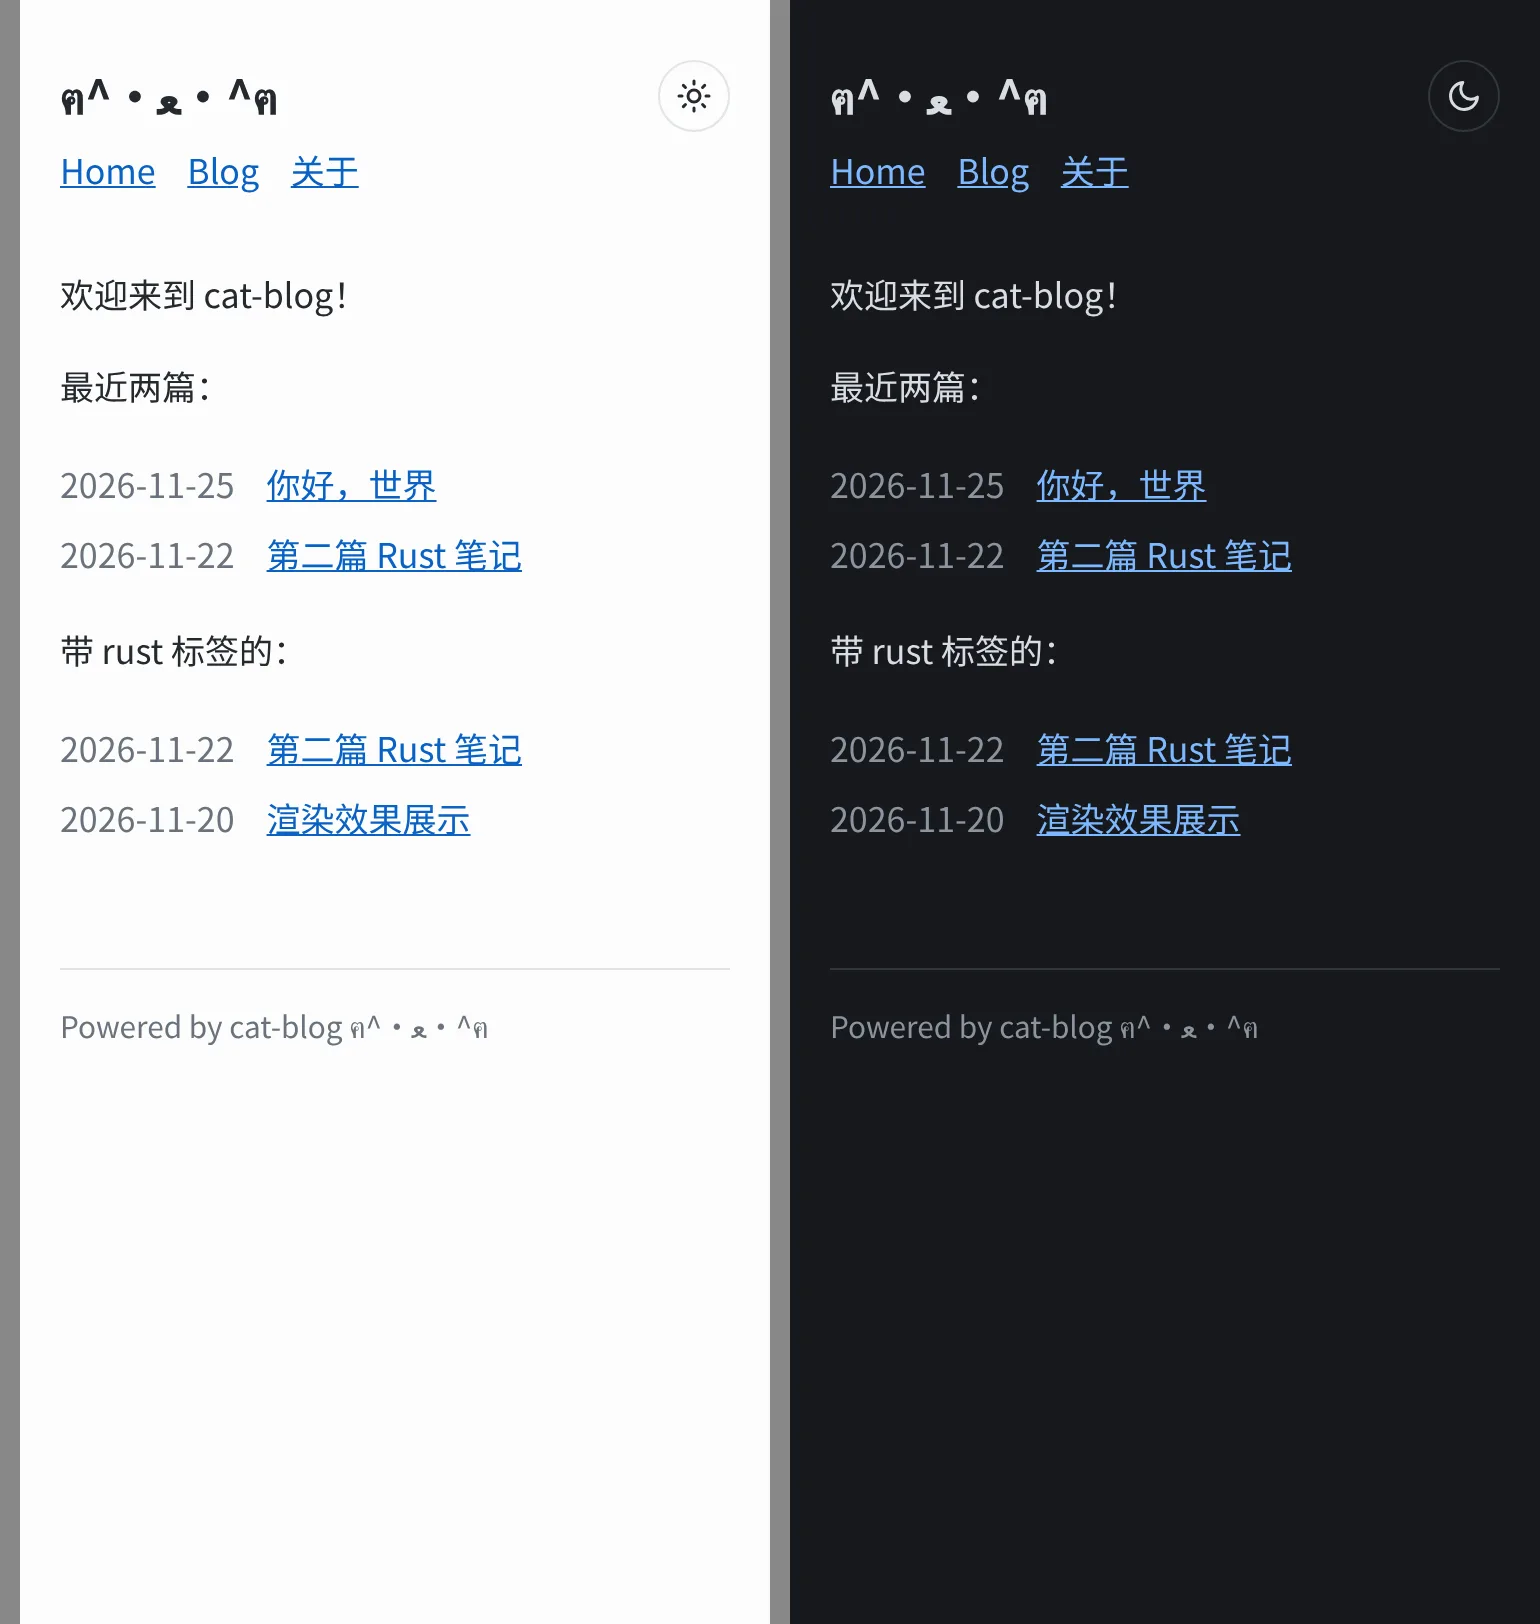 ฅ^•ﻌ•^ฅ
Home Blog 关于
欢迎来到 cat-blog！
最近两篇：
2026-11-25 你好，世界
2026-11-22 第二篇 Rust 笔记
带 rust 标签的：
2026-11-22 第二篇 Rust 笔记
2026-11-20 渲染效果展示
Powered by cat-blog ฅ^•ﻌ•^ฅ
ฅ^•ﻌ•^ฅ
Home Blog 关于
欢迎来到 cat-blog！
最近两篇：
2026-11-25 你好，世界
2026-11-22 第二篇 Rust 笔记
带 rust 标签的：
2026-11-22 第二篇 Rust 笔记
2026-11-20 渲染效果展示
Powered by cat-blog ฅ^•ﻌ•^ฅ